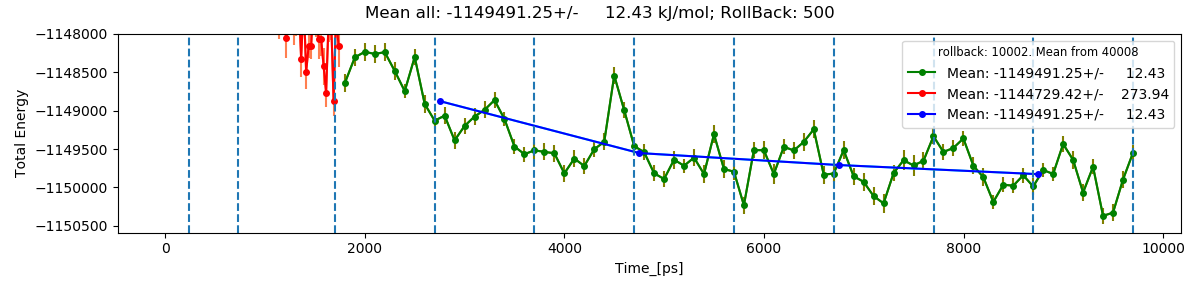 Mean all: -1149491.25+/- 12.43 kJ/mol; RollBack: 500
Total Energy
−1148000
−1148500
−1149000
−1149500
−1150000
−1150500
rollback: 10002. Mean from 40008
Mean: -1149491.25+/- 12.43
Mean: -1144729.42+/- 273.94
Mean: -1149491.25+/- 12.43
0 2000 4000 6000 8000 10000
Time_[ps]